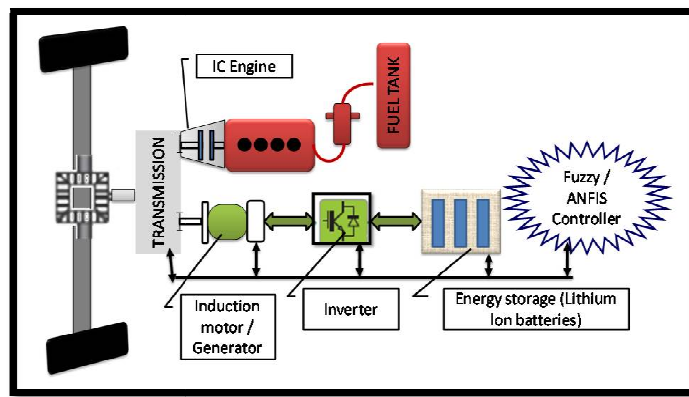 IC Engine
FUEL TANK
TRANSMISSION
Fuzzy /
ANFIS
Controller
Induction
motor /
Generator
Inverter
Energy storage (Lithium
Ion batteries)